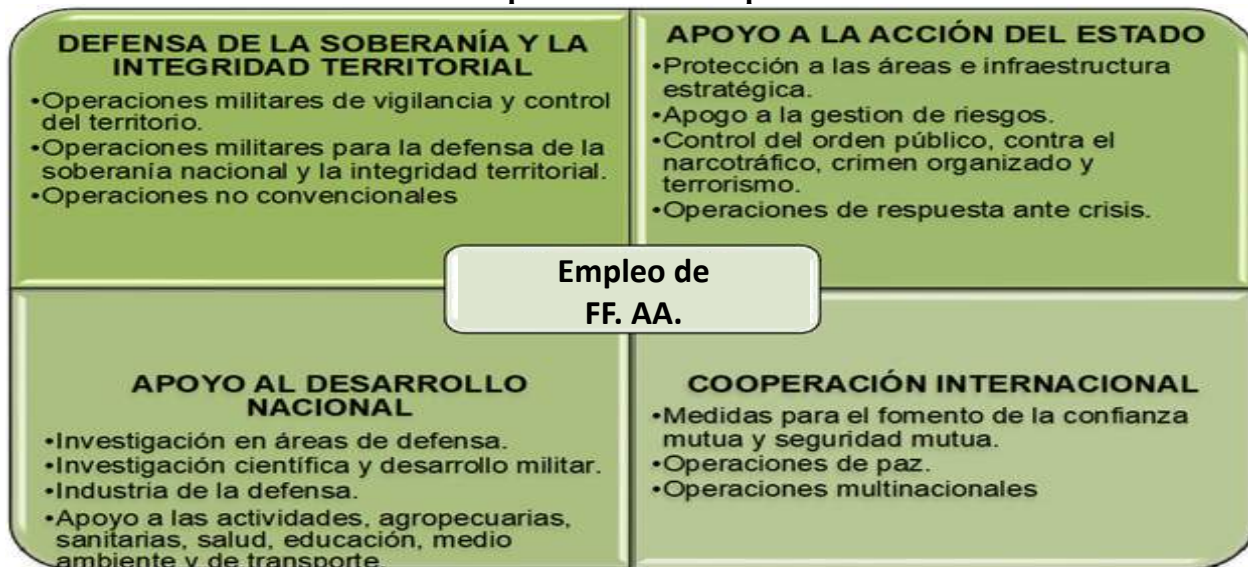 DEFENSA DE LA SOBERANÍA Y LA
INTEGRIDAD TERRITORIAL
•Operaciones militares de vigilancia y control
del territorio.
•Operaciones militares para la defensa de la
soberanía nacional y la integridad territorial.
•Operaciones no convencionales
APOYO A LA ACCIÓN DEL ESTADO
•Protección a las áreas e infraestructura
estratégica.
•Apogo a la gestion de riesgos.
•Control del orden público, contra el
narcotráfico, crimen organizado y
terrorismo.
•Operaciones de respuesta ante crisis.
Empleo de
FF. AA.
APOYO AL DESARROLLO
NACIONAL
•Investigación en áreas de defensa.
•Investigación científica y desarrollo militar.
•Industria de la defensa.
•Apoyo a las actividades, agropecuarias,
sanitarias, salud, educación, medio
ambiente y de transporte.
COOPERACIÓN INTERNACIONAL
•Medidas para el fomento de la confianza
mutua y seguridad mutua.
•Operaciones de paz.
•Operaciones multinacionales